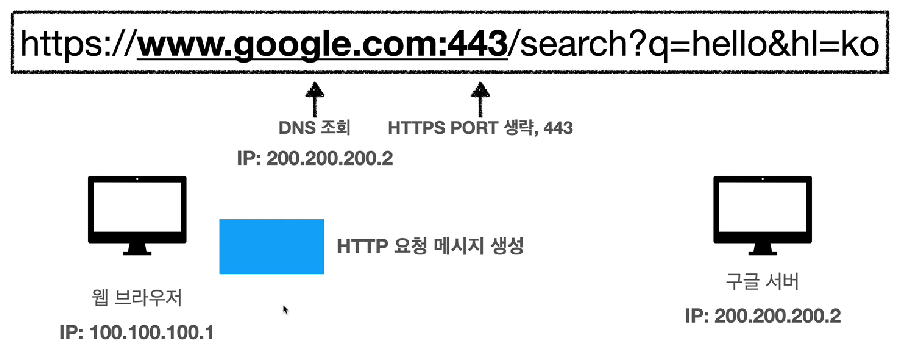 https://www.google.com:443/search?q=hello&hl=ko
DNS 조회
HTTPS PORT 생략, 443
IP: 200.200.200.2
HTTP 요청 메시지 생성
웹 브라우저
IP: 100.100.100.1
구글 서버
IP: 200.200.200.2